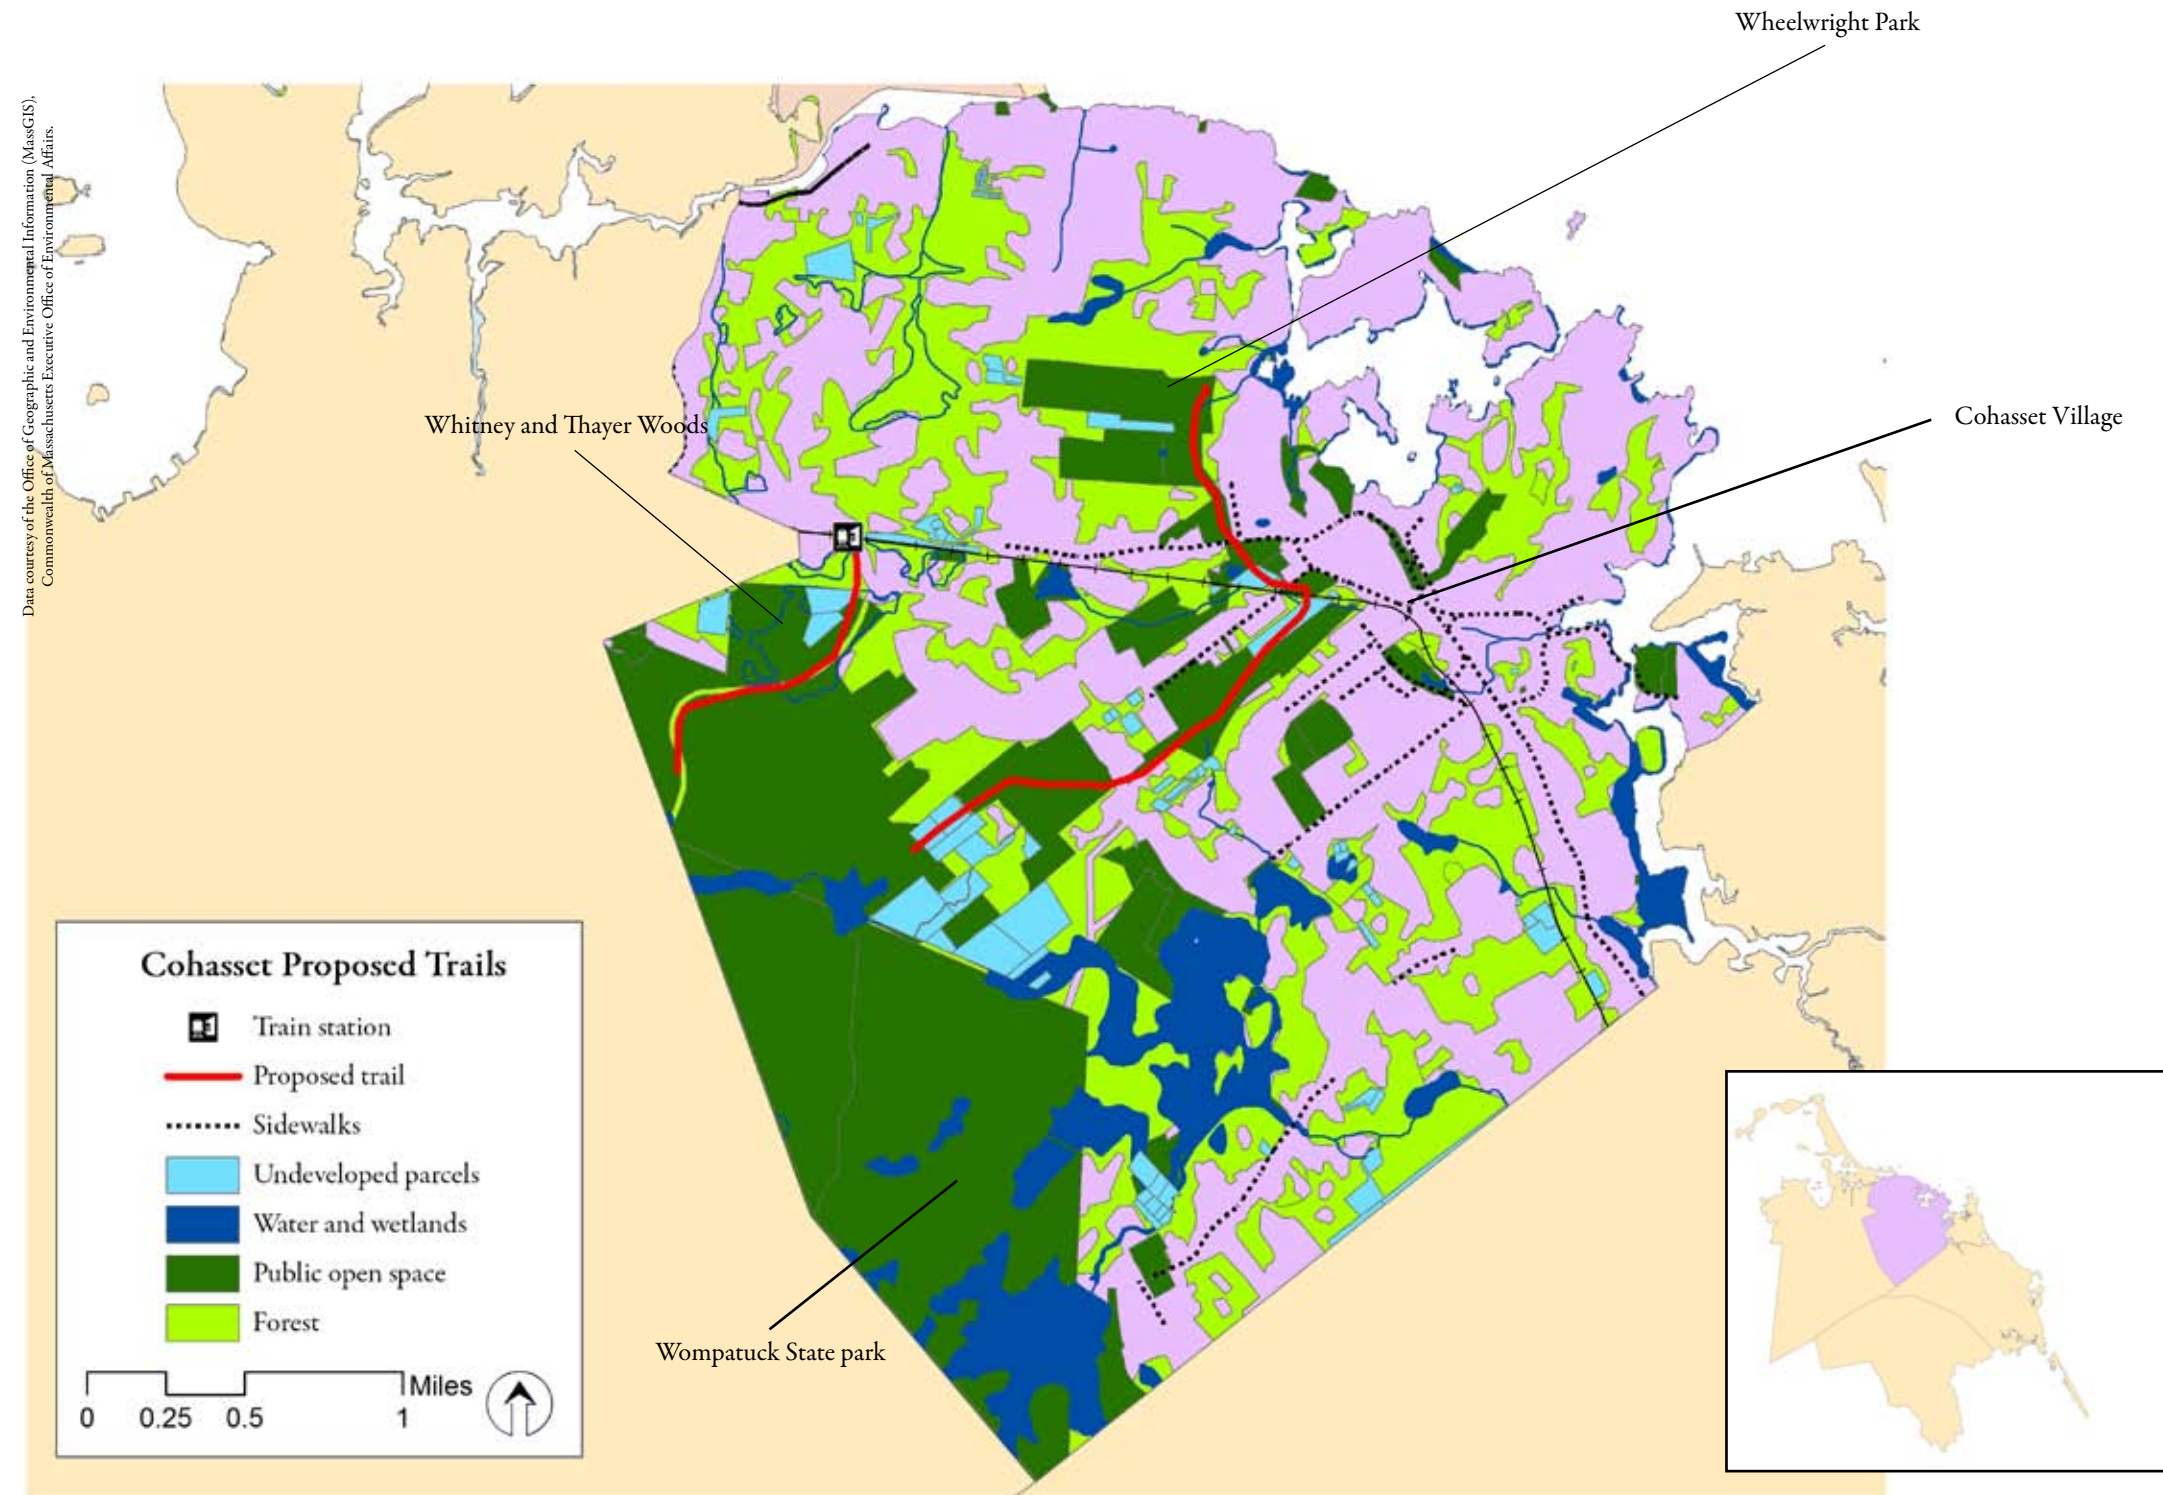 Wheelwright Park
Data courtesy of the Office of Geographic and Environmental Information (MassGIS),
Commonwealth of Massachusetts Executive Office of Environmental Affairs.
Whitney and Thayer Woods
Cohasset Village
Cohasset Proposed Trails
Train station
Proposed trail
Sidewalks
Undeveloped parcels
Water and wetlands
Public open space
Forest
Miles
0 0.25 0.5 1
Wompatuck State park